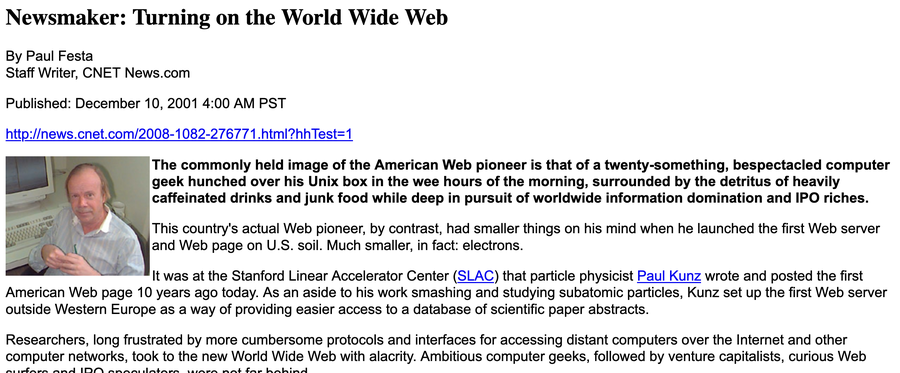 Newsmaker: Turning on the World Wide Web
By Paul Festa
Staff Writer, CNET News.com
Published: December 10, 2001 4:00 AM PST
http://news.cnet.com/2008-1082-276771.html?hhTest=1
The commonly held image of the American Web pioneer is that of a twenty-something, bespectacled computer
geek hunched over his Unix box in the wee hours of the morning, surrounded by the detritus of heavily
caffeinated drinks and junk food while deep in pursuit of worldwide information domination and IPO riches.
This country's actual Web pioneer, by contrast, had smaller things on his mind when he launched the first Web server
and Web page on U.S. soil. Much smaller, in fact: electrons.
It was at the Stanford Linear Accelerator Center (SLAC) that particle physicist Paul Kunz wrote and posted the first
American Web page 10 years ago today. As an aside to his work smashing and studying subatomic particles, Kunz set up the first Web server
outside Western Europe as a way of providing easier access to a database of scientific paper abstracts.
Researchers, long frustrated by more cumbersome protocols and interfaces for accessing distant computers over the Internet and other
computer networks, took to the new World Wide Web with alacrity. Ambitious computer geeks, followed by venture capitalists, curious Web
surfers and IPO speculators, were not far behind.